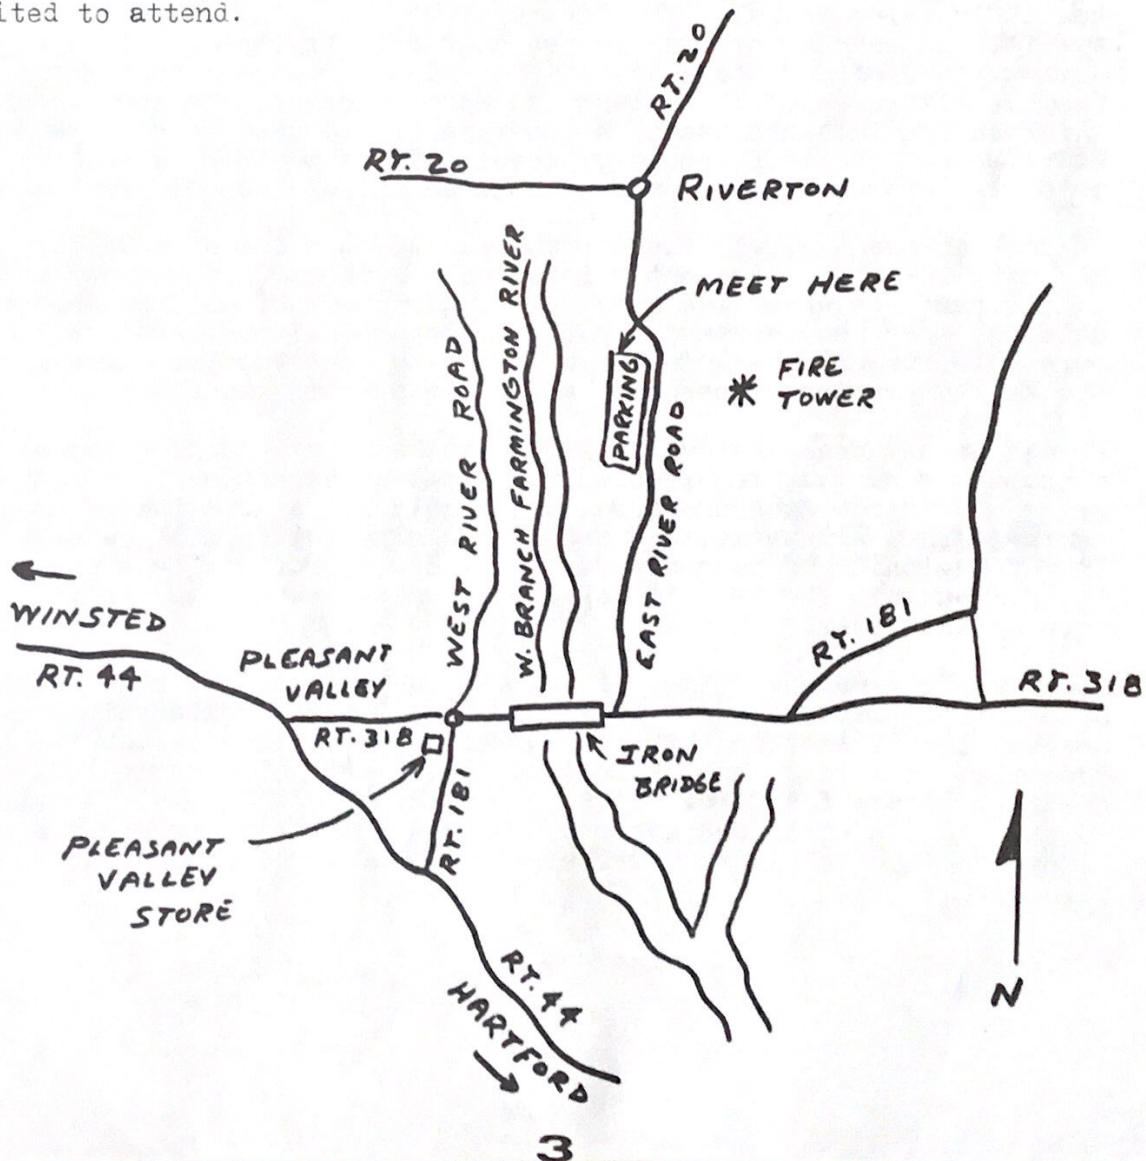 ited to attend.
RT. 20
RT. 20
RIVERTON
MEET HERE
W. BRANCH FARMINGTON RIVER
WEST RIVER ROAD
PARKING
EAST RIVER ROAD
FIRE
TOWER
WINSTED
RT. 44
PLEASANT
VALLEY
RT. 318
RT. 181
RT. 318
IRON
BRIDGE
RT. 181
PLEASANT
VALLEY
STORE
RT. 44
HARTFORD
N
3